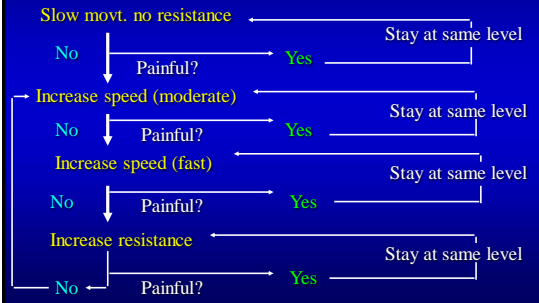 Slow movt. no resistance
Stay at same level
No
Painful?
Yes
Increase speed (moderate)
Stay at same level
No
Painful?
Yes
Increase speed (fast)
Stay at same level
No
Painful?
Yes
Increase resistance
Stay at same level
No
Painful?
Yes